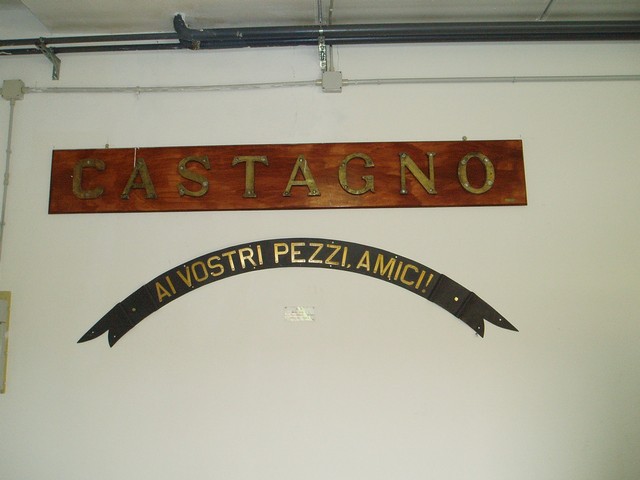 CASTAGNO
AI VOSTRI PEZZI, AMICI!